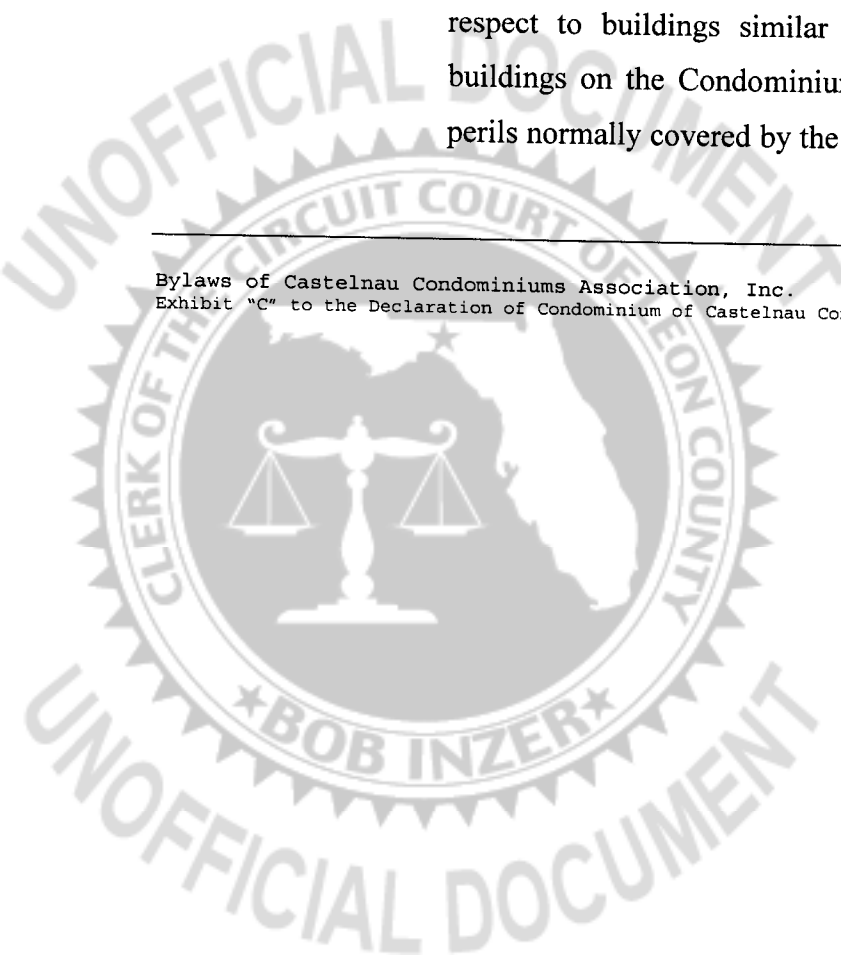 respect to buildings similar
buildings on the Condominiu
perils normally covered by the
Bylaws of Castelnau Condominiums Association, Inc.
Exhibit "C" to the Declaration of Condominium of Castelnau Co
UNOFFICIAL DOCUMENT
CLERK OF THE CIRCUIT COURT OF LEON COUNTY
★BOB INZER★
UNOFFICIAL DOCUMENT